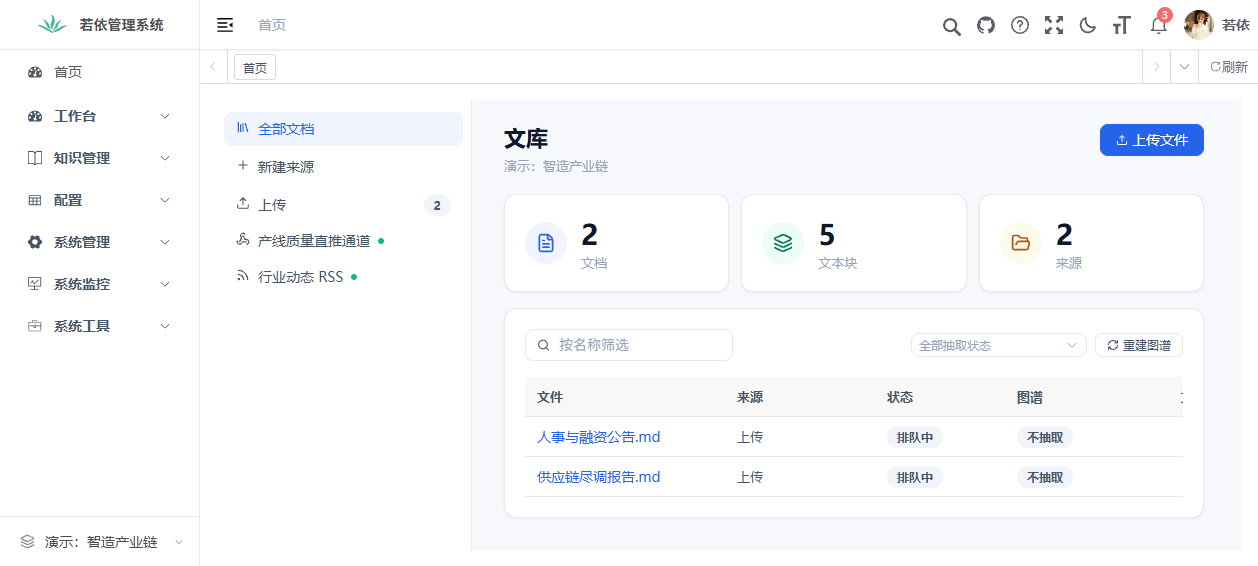 若依管理系统
首页
3
若依
首页
刷新
首页
工作台
知识管理
配置
系统管理
系统监控
系统工具
演示：智造产业链
全部文档
新建来源
上传
2
产线质量直推通道
行业动态 RSS
文库
演示：智造产业链
上传文件
2
文档
5
文本块
2
来源
按名称筛选
全部抽取状态
重建图谱
文件 来源 状态 图谱
人事与融资公告.md 上传 排队中 不抽取
供应链尽调报告.md 上传 排队中 不抽取